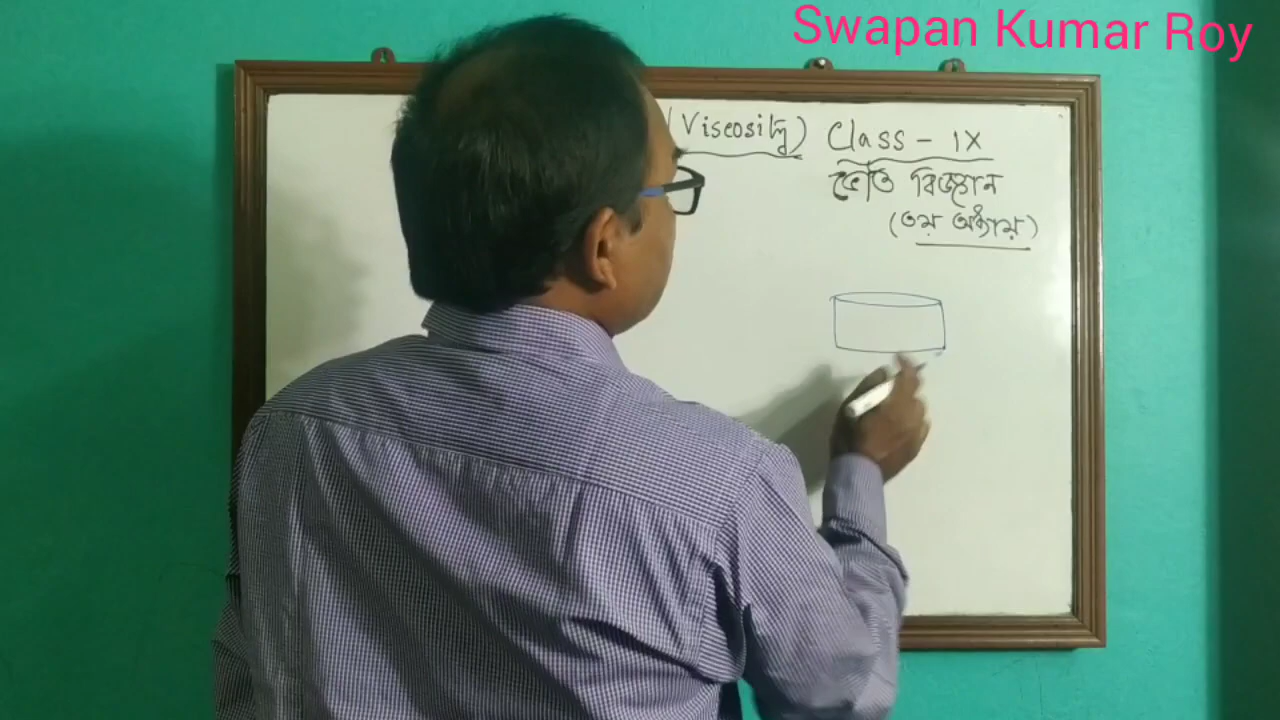 Swapan Kumar Roy
(Viscosity) Class - IX
ভৌত বিজ্ঞান
(৩য় অধ্যায়)